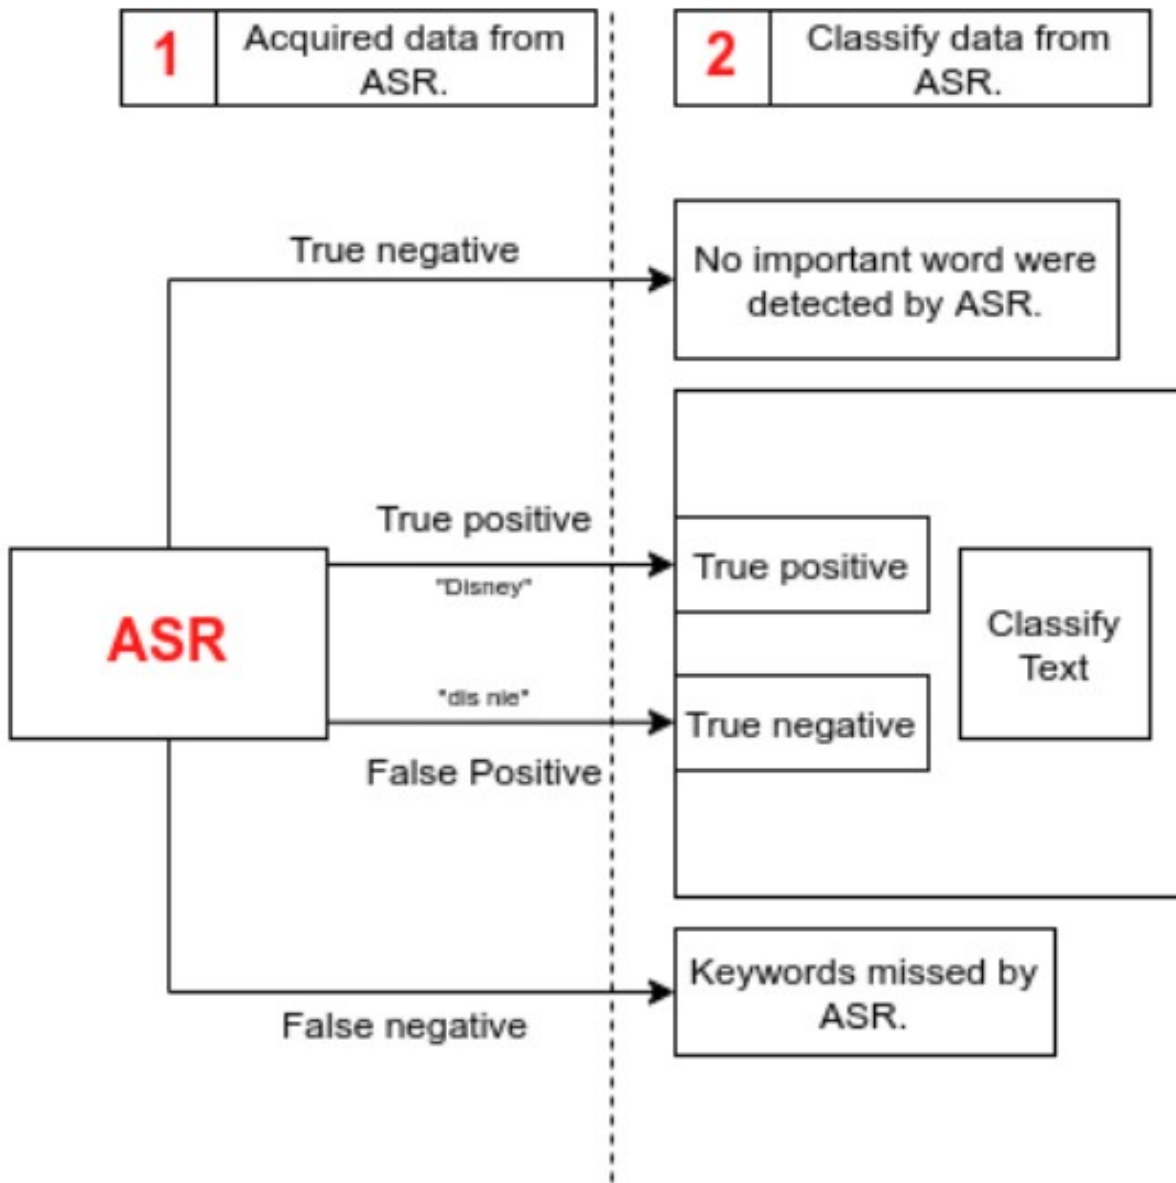 1
Acquired data from
ASR.
2
Classify data from
ASR.
True negative
No important word were
detected by ASR.
True positive
"Disney"
True positive
ASR
Classify
Text
"dis nie"
True negative
False Positive
Keywords missed by
ASR.
False negative